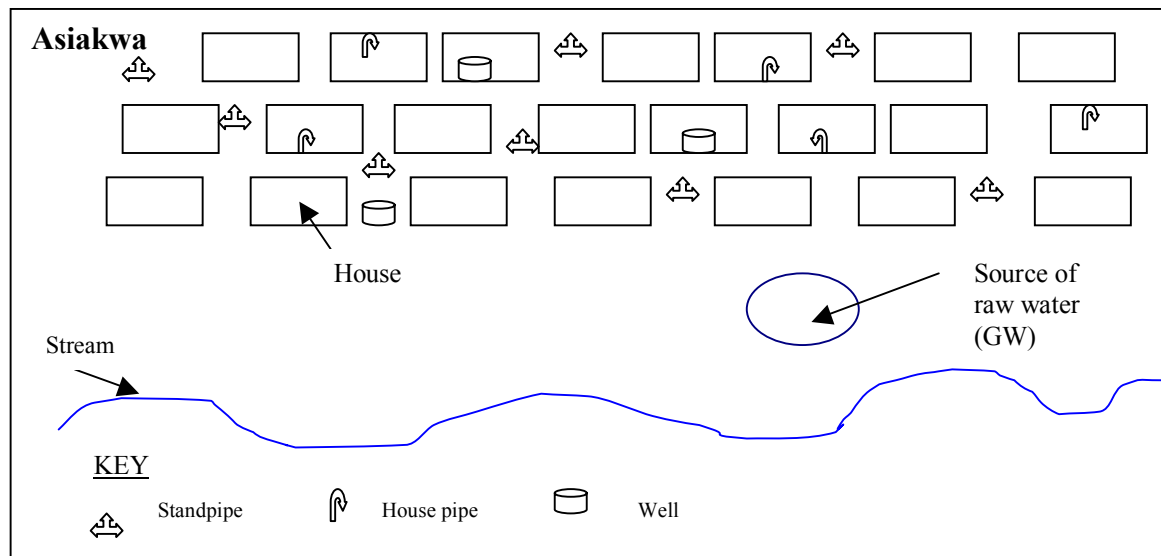 Asiakwa
House
Source of
raw water
(GW)
Stream
KEY
Standpipe
House pipe
Well